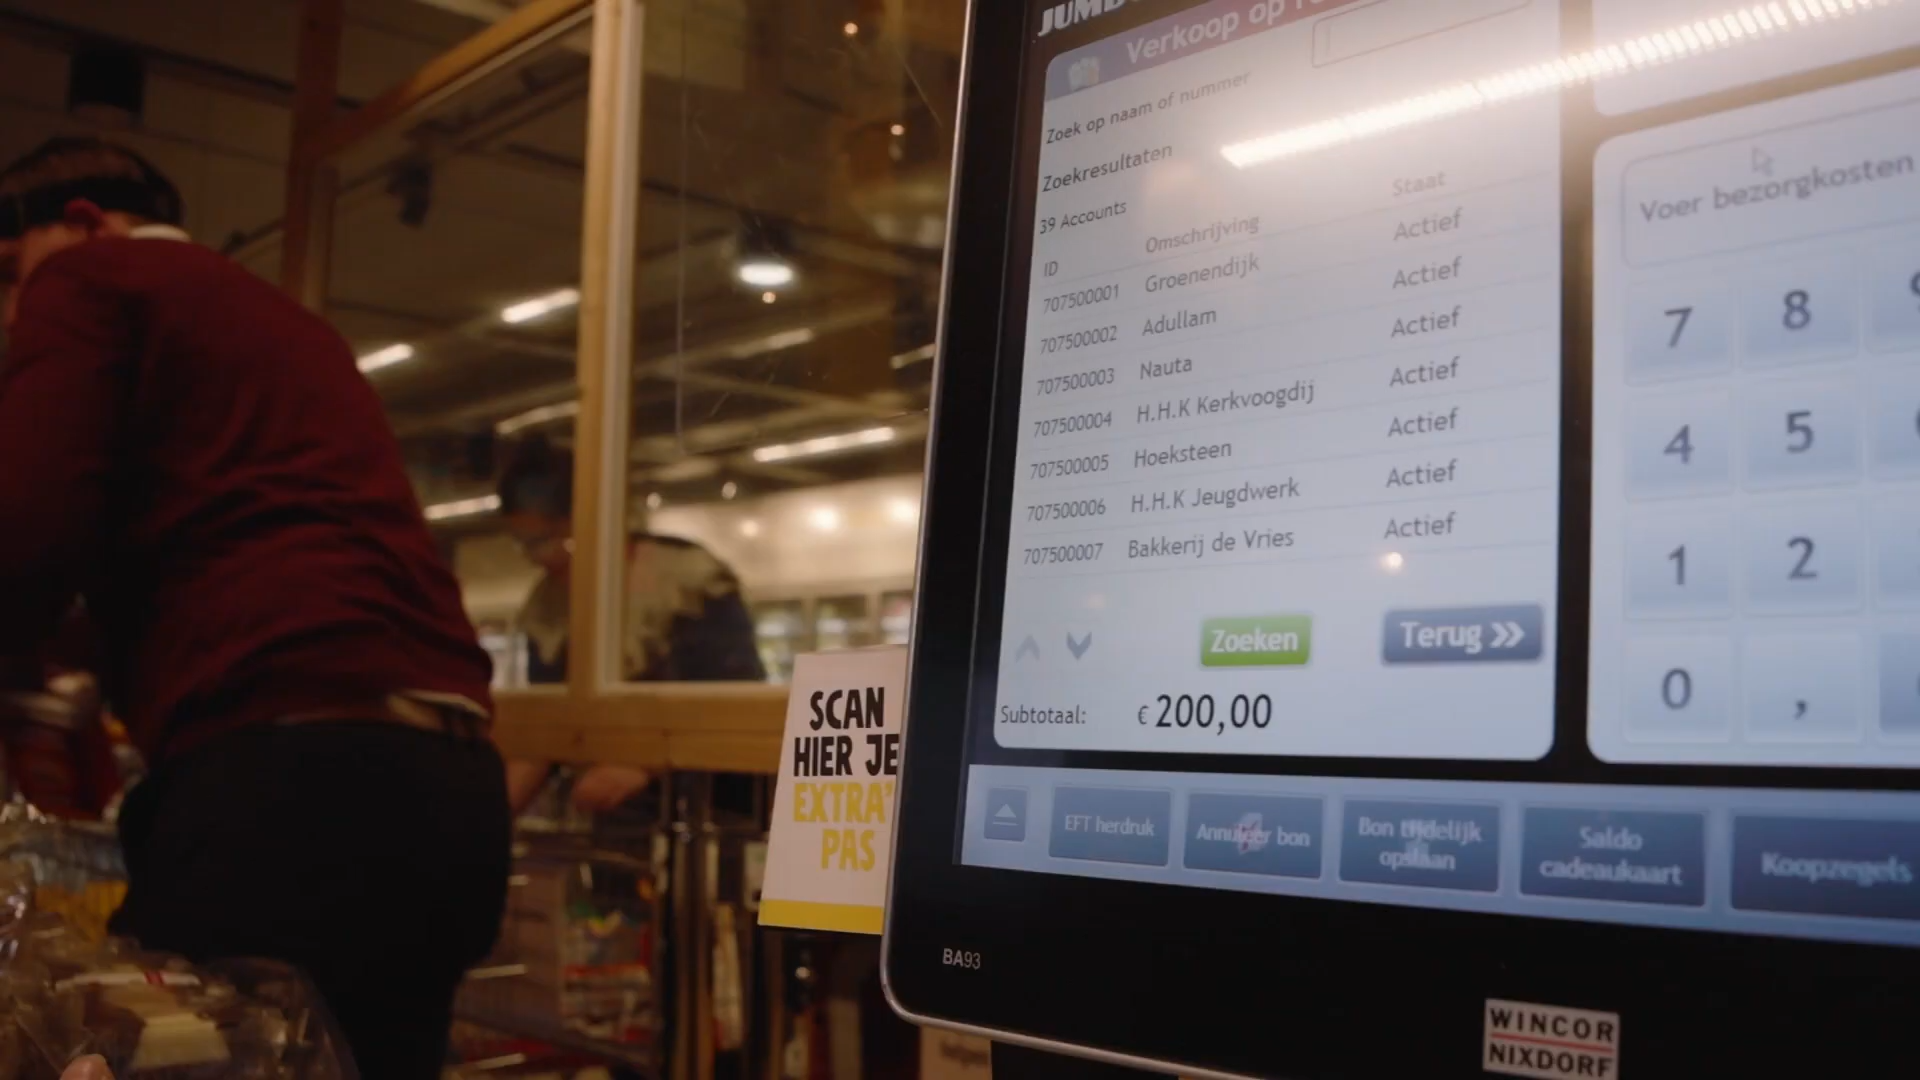 JUMB
Verkoop op r
Zoek op naam of nummer
Zoekresultaten
39 Accounts
ID Omschrijving Staat
707500001 Groenendijk Actief
707500002 Adullam Actief
707500003 Nauta Actief
707500004 H.H.K Kerkvoogdij Actief
707500005 Hoeksteen Actief
707500006 H.H.K Jeugdwerk Actief
707500007 Bakkerij de Vries Actief
Zoeken
Terug
Subtotaal: € 200,00
Voer bezorgkosten
7 8 9
4 5
1 2
0 ,
EFT herdruk
Annuleer bon
Bon tijdelijk
opslaan
Saldo
cadeaukaart
Koopzegels
SCAN
HIER JE
EXTRA'
PAS
BA93
WINCOR
NIXDORF